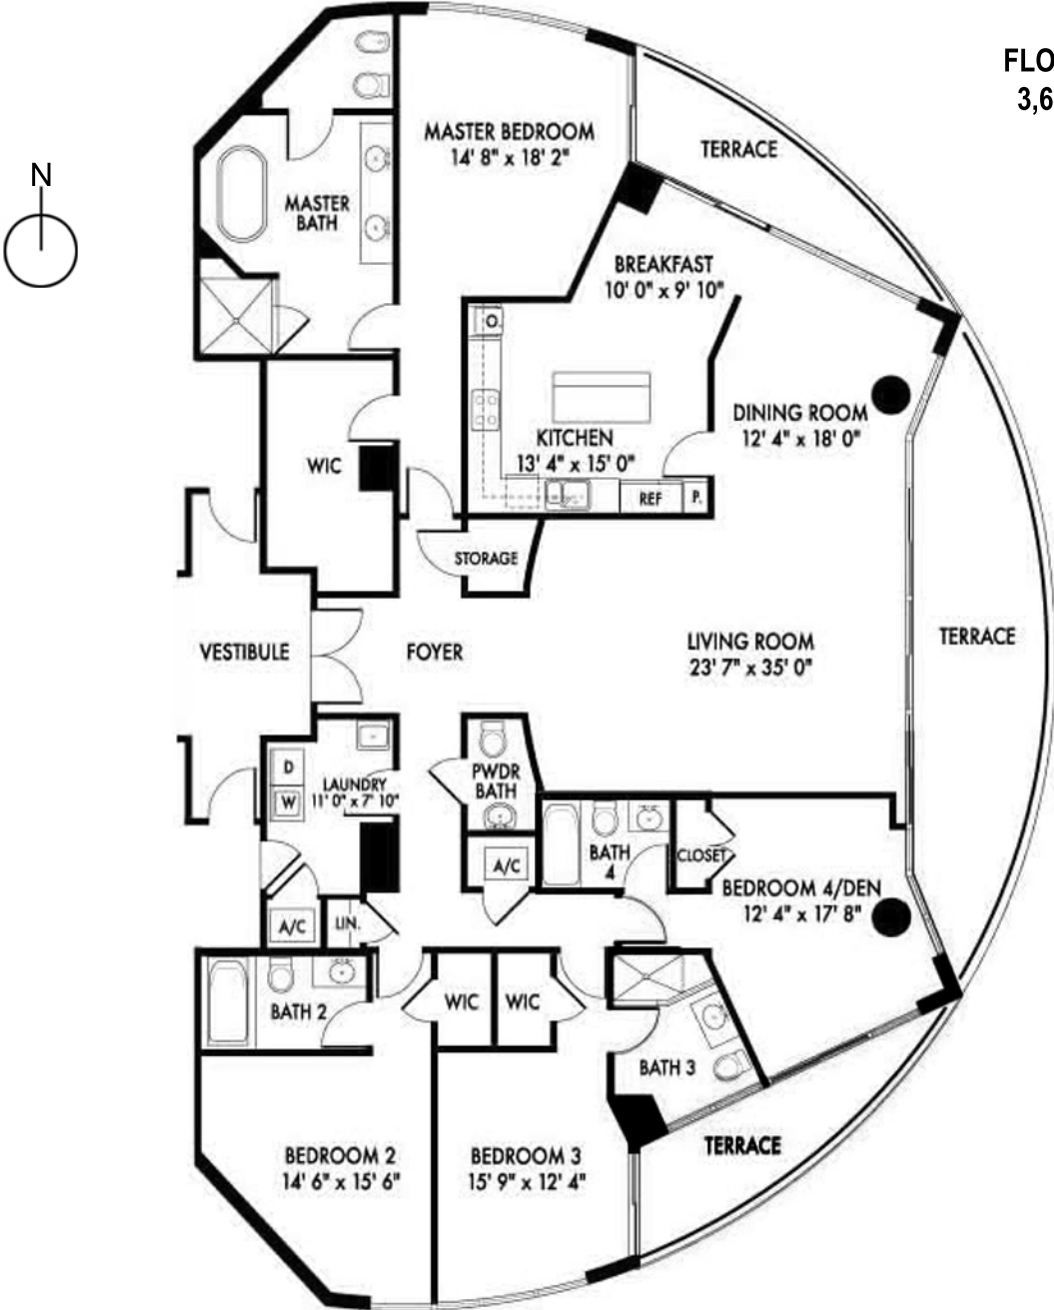 FLO
3,6
N
MASTER BEDROOM
14' 8" x 18' 2"
TERRACE
MASTER
BATH
BREAKFAST
10' 0" x 9' 10"
O.
DINING ROOM
12' 4" x 18' 0"
KITCHEN
13' 4" x 15' 0"
WIC
REF
P.
STORAGE
VESTIBULE
FOYER
LIVING ROOM
23' 7" x 35' 0"
TERRACE
D
W
LAUNDRY
11' 0" x 7' 10"
PWDR
BATH
BATH
4
CLOSET
A/C
BEDROOM 4/DEN
12' 4" x 17' 8"
A/C
LIN.
BATH 2
WIC
WIC
BATH 3
BEDROOM 2
14' 6" x 15' 6"
BEDROOM 3
15' 9" x 12' 4"
TERRACE